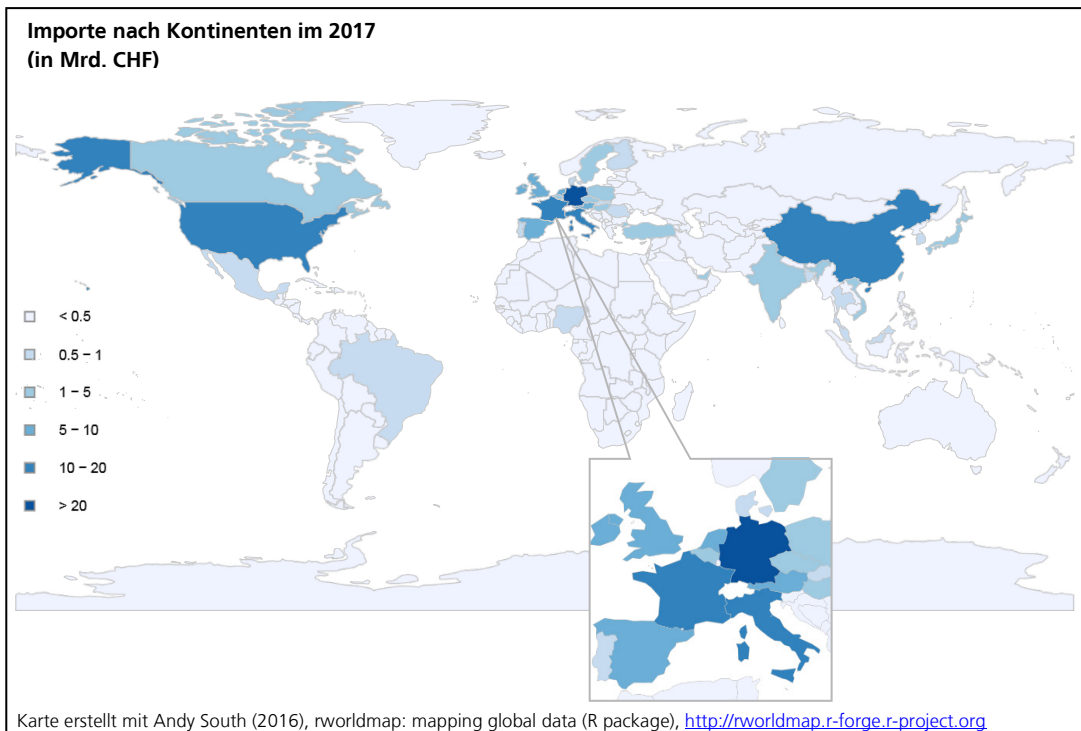 Importe nach Kontinenten im 2017
(in Mrd. CHF)
< 0.5
0.5 – 1
1 – 5
5 – 10
10 – 20
> 20
Karte erstellt mit Andy South (2016), rworldmap: mapping global data (R package), http://rworldmap.r-forge.r-project.org